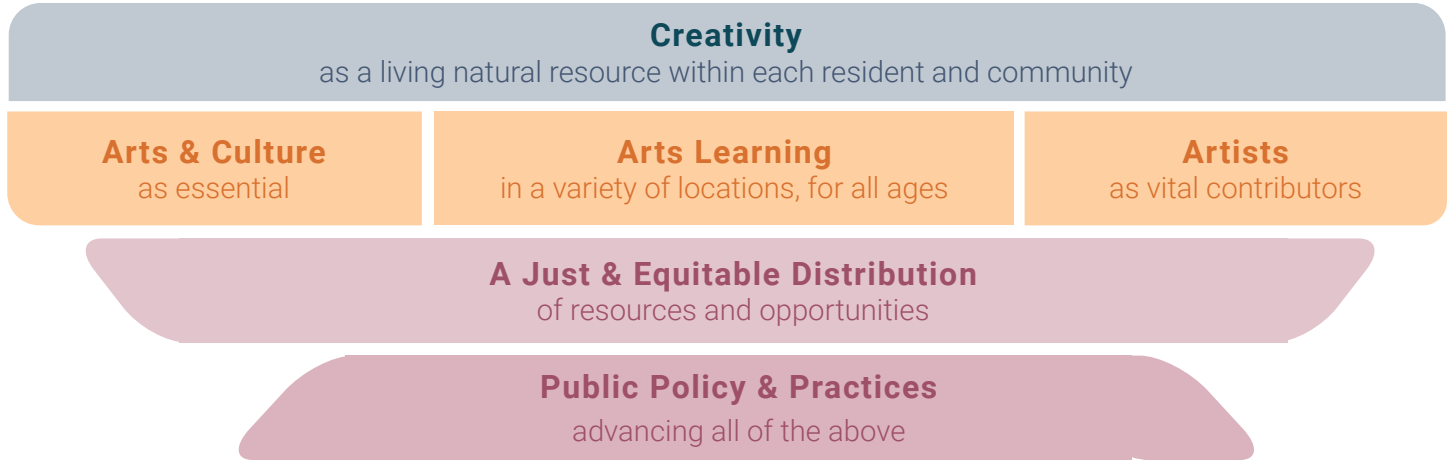 Creativity
as a living natural resource within each resident and community
Arts & Culture
as essential
Arts Learning
in a variety of locations, for all ages
Artists
as vital contributors
A Just & Equitable Distribution
of resources and opportunities
Public Policy & Practices
advancing all of the above